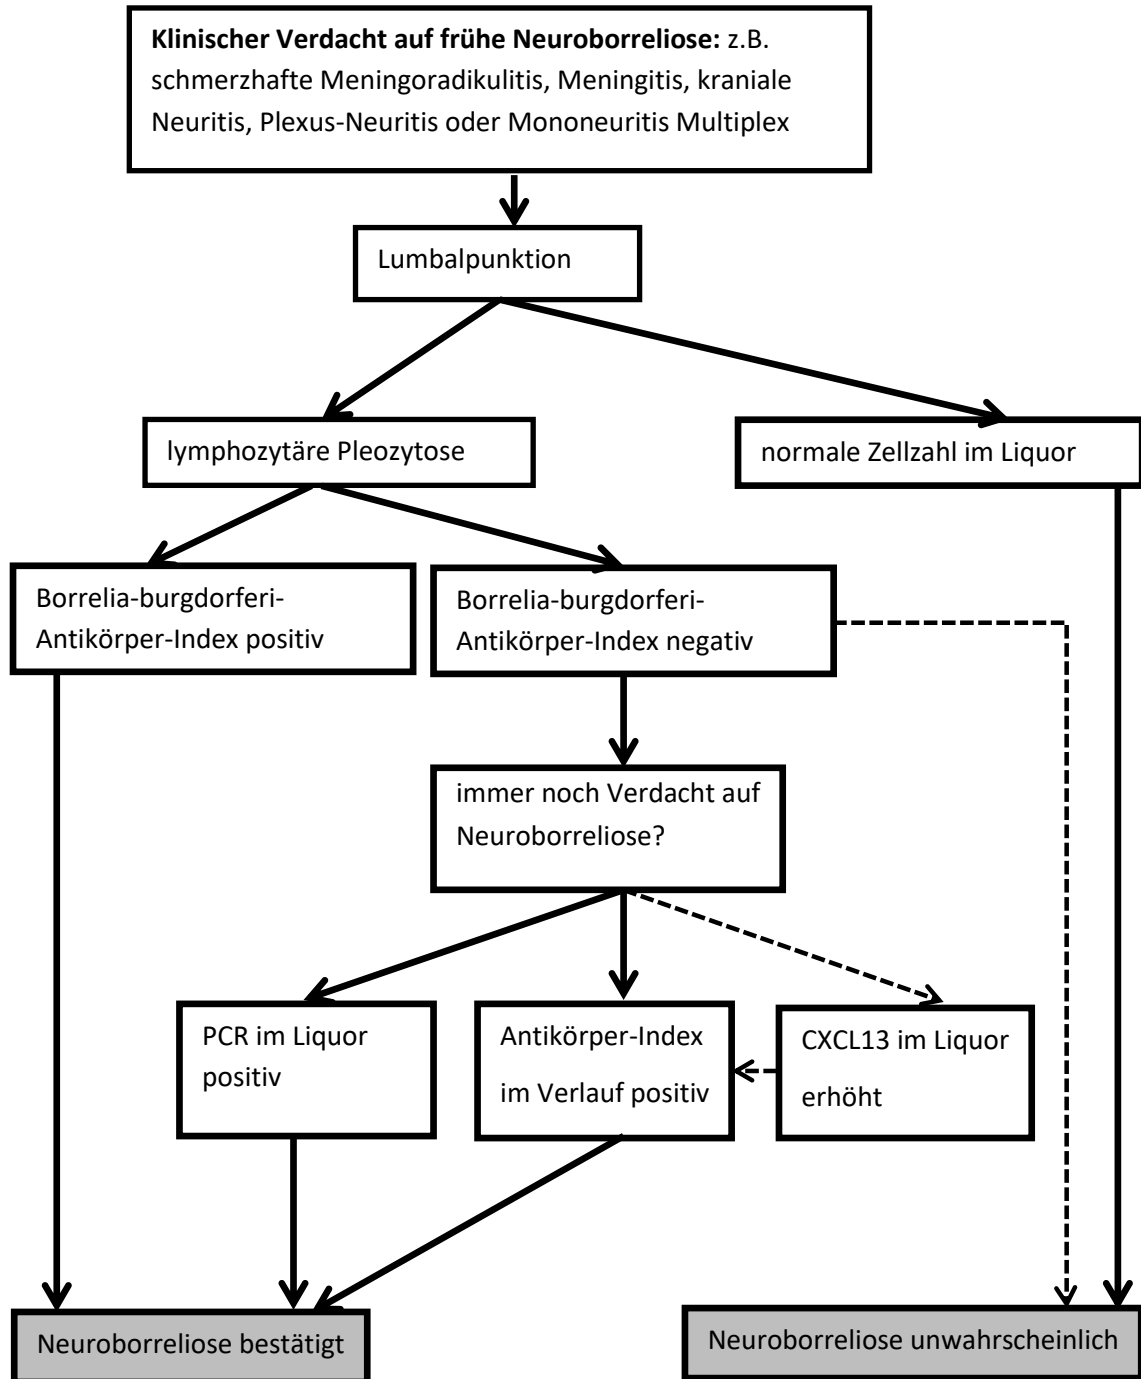 Klinischer Verdacht auf frühe Neuroborreliose: z.B.
schmerzhafte Meningoradikulitis, Meningitis, kraniale
Neuritis, Plexus-Neuritis oder Mononeuritis Multiplex
Lumbalpunktion
lymphozytäre Pleozytose
normale Zellzahl im Liquor
Borrelia-burgdorferi-
Antikörper-Index positiv
Borrelia-burgdorferi-
Antikörper-Index negativ
immer noch Verdacht auf
Neuroborreliose?
PCR im Liquor
positiv
Antikörper-Index
im Verlauf positiv
CXCL13 im Liquor
erhöht
Neuroborreliose bestätigt
Neuroborreliose unwahrscheinlich